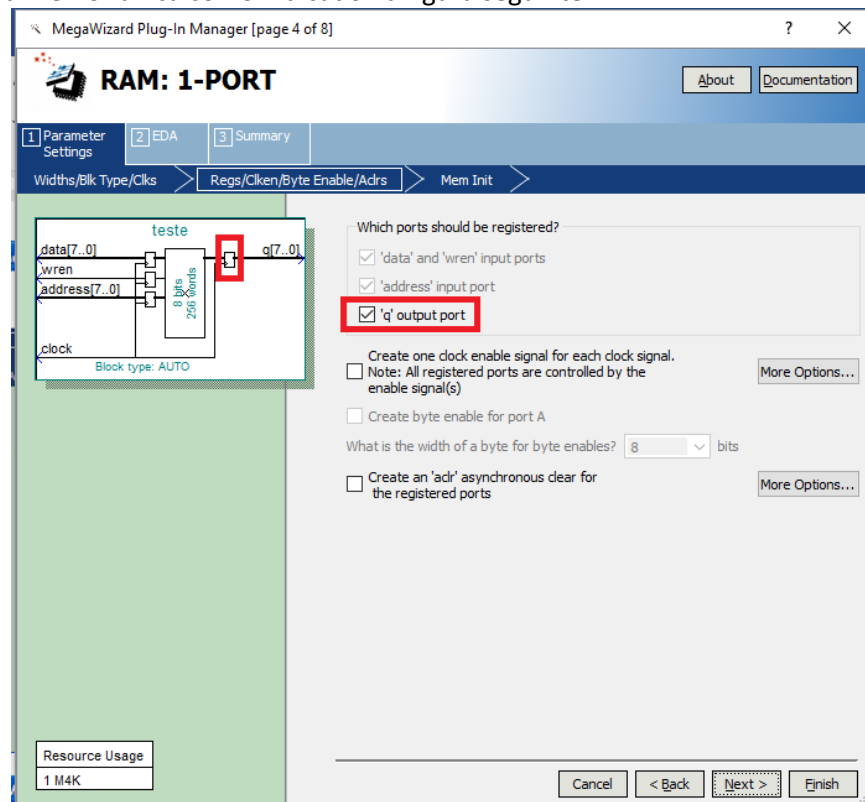 MegaWizard Plug-In Manager [page 4 of 8]
? X
RAM: 1-PORT
About
Documentation
1 Parameter Settings
2 EDA
3 Summary
Widths/Blk Type/Clks
Regs/Clken/Byte Enable/Aclrs
Mem Init
teste
data[7..0]
wren
address[7..0]
clock
q[7..0]
8 bits
256 words
Block type: AUTO
Which ports should be registered?
'data' and 'wren' input ports
'address' input port
'q' output port
Create one clock enable signal for each clock signal.
Note: All registered ports are controlled by the
enable signal(s)
More Options...
Create byte enable for port A
What is the width of a byte for byte enables? 8 bits
Create an 'aclr' asynchronous clear for
the registered ports
More Options...
Resource Usage
1 M4K
Cancel
< Back
Next >
Finish